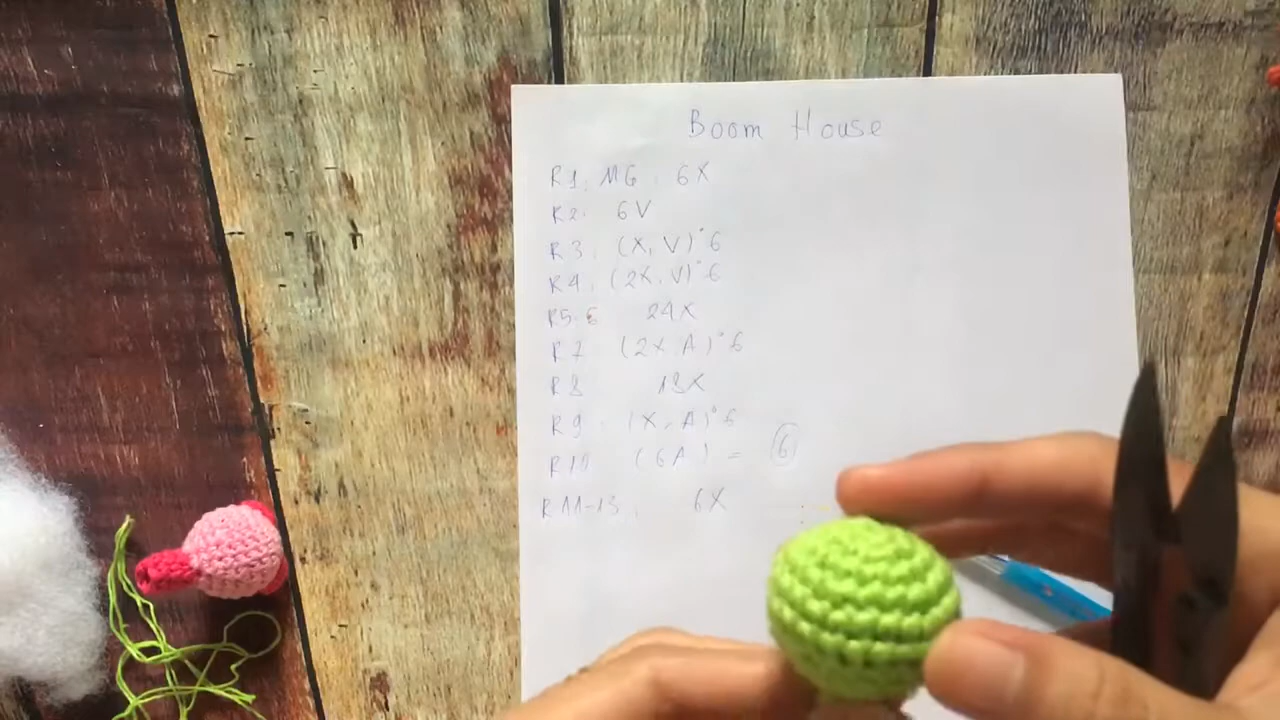 Boom House
R1: MG: 6X
R2: 6V
R3: (X, V)*6
R4: (2X, V)*6
R5-6 24X
R7 (2X, A)*6
R8 18X
R9: (X, A)*6
R10 (6A) = 6
R11-13: 6X